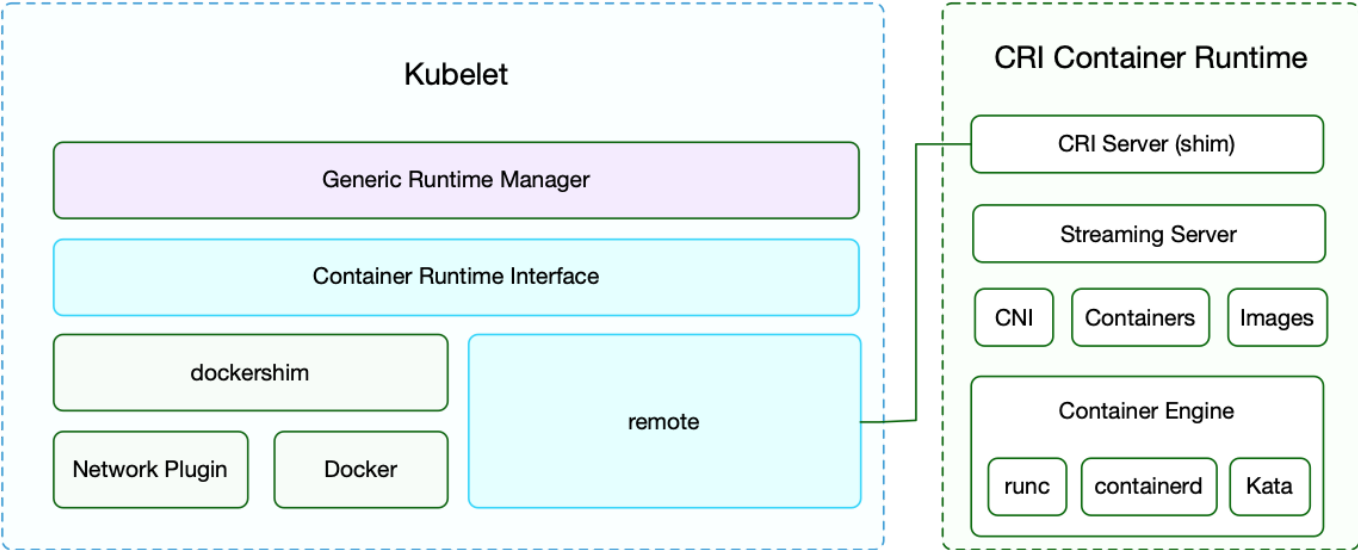 Kubelet
Generic Runtime Manager
Container Runtime Interface
dockershim
remote
Network Plugin
Docker
CRI Container Runtime
CRI Server (shim)
Streaming Server
CNI
Containers
Images
Container Engine
runc
containerd
Kata